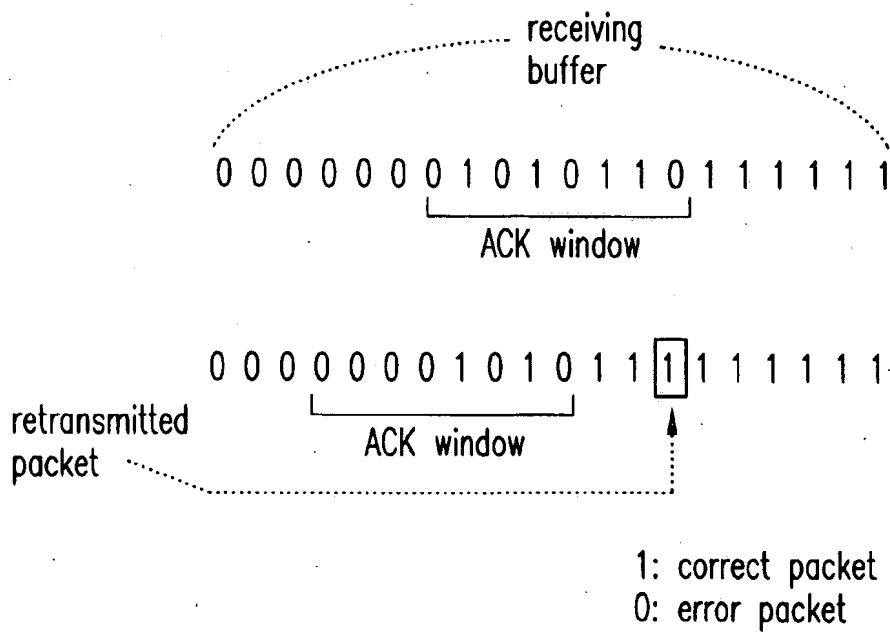 receiving
buffer
0 0 0 0 0 0 0 1 0 1 0 1 1 0 1 1 1 1 1 1
ACK window
0 0 0 0 0 0 0 1 0 1 0 1 1 1 1 1 1 1 1 1
retransmitted
packet
ACK window
1: correct packet
0: error packet